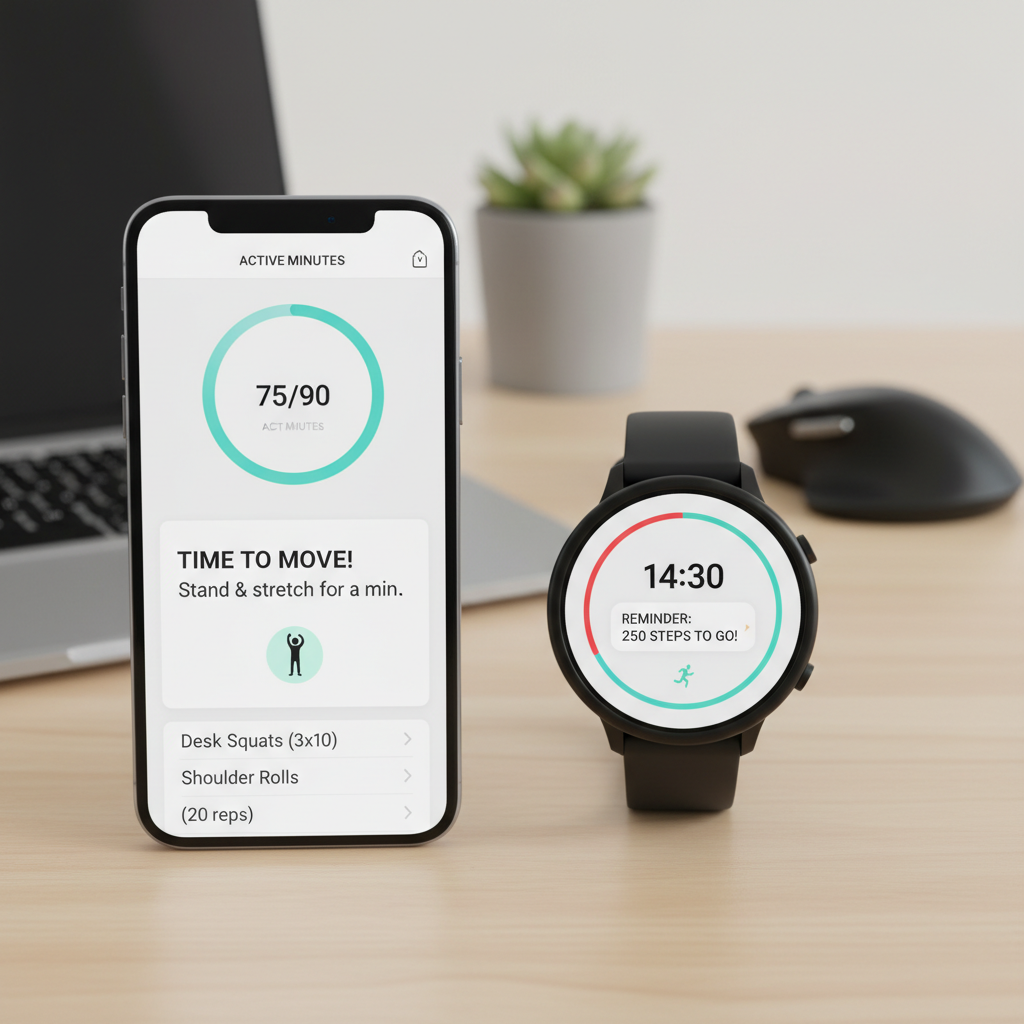 ACTIVE MINUTES
75/90
ACT MIUTES
TIME TO MOVE!
Stand & stretch for a min.
Desk Squats (3x10)
Shoulder Rolls
(20 reps)
14:30
REMINDER:
250 STEPS TO GO!